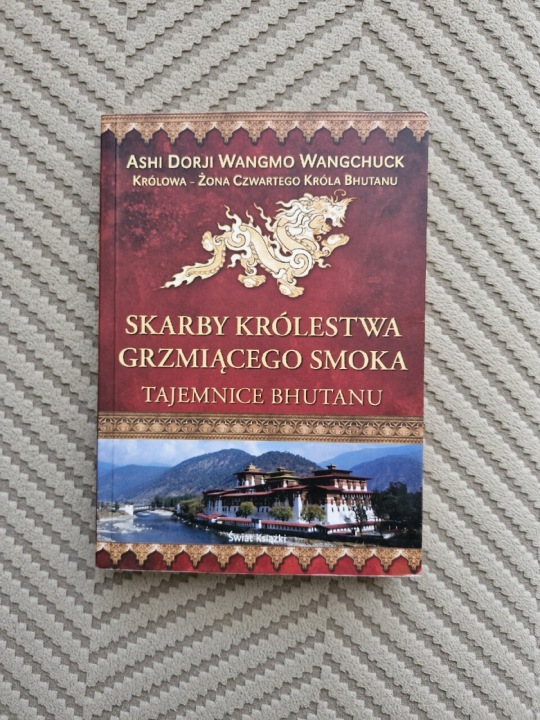 ASHI DORJI WANGMO WANGCHUCK
KRÓLOWA – ŻONA CZWARTEGO KRÓLA BHUTANU
SKARBY KRÓLESTWA
GRZMIĄCEGO SMOKA
TAJEMNICE BHUTANU
Świat Książki